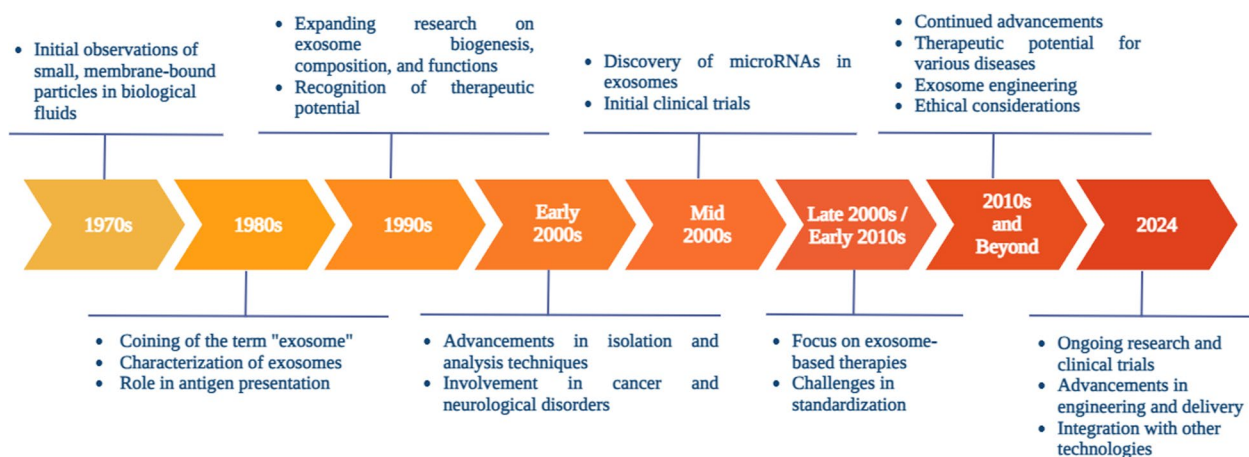 • Initial observations of
small, membrane-bound
particles in biological
fluids
• Expanding research on
exosome biogenesis,
composition, and functions
• Recognition of therapeutic
potential
• Discovery of microRNAs in
exosomes
• Initial clinical trials
• Continued advancements
• Therapeutic potential for
various diseases
• Exosome engineering
• Ethical considerations
1970s
1980s
1990s
Early
2000s
Mid
2000s
Late 2000s /
Early 2010s
2010s
and
Beyond
2024
• Coining of the term "exosome"
• Characterization of exosomes
• Role in antigen presentation
• Advancements in isolation and
analysis techniques
• Involvement in cancer and
neurological disorders
• Focus on exosome-
based therapies
• Challenges in
standardization
• Ongoing research and
clinical trials
• Advancements in
engineering and delivery
• Integration with other
technologies